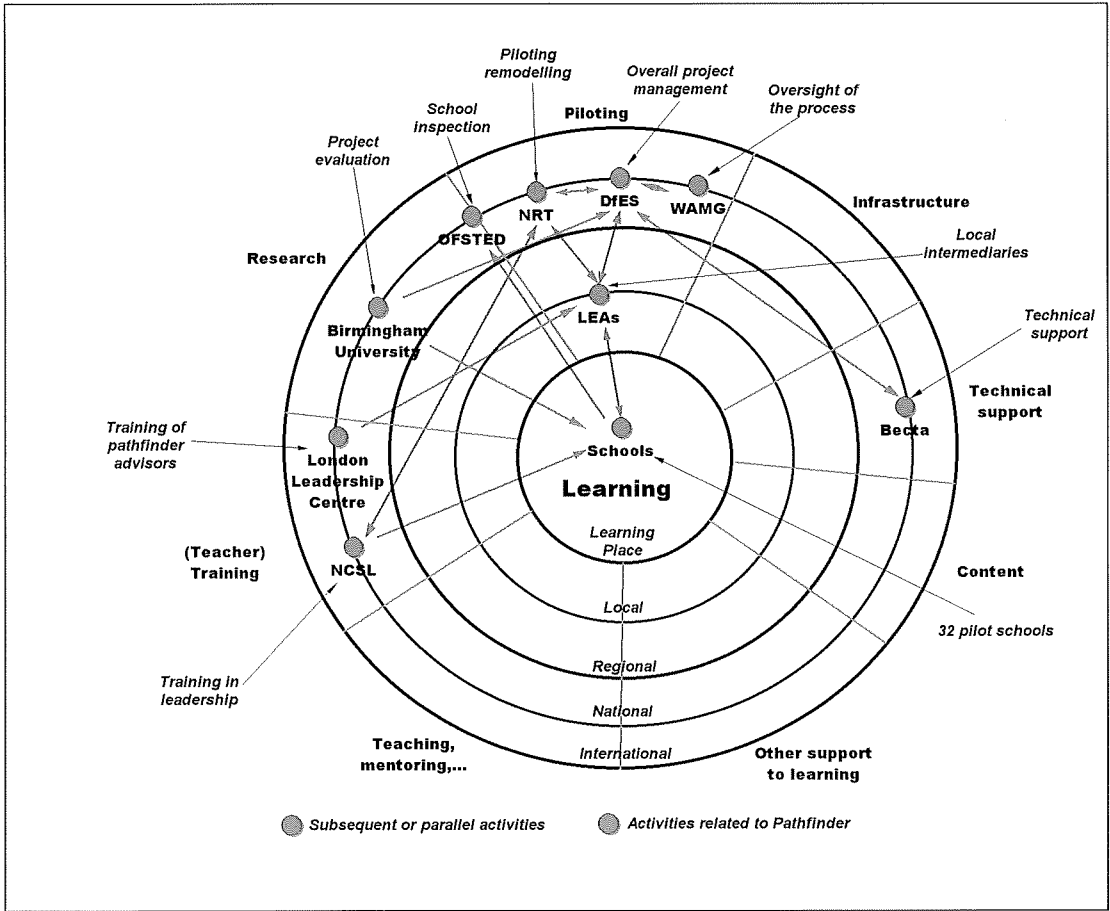 Piloting
remodelling
Overall project
management
Oversight of
the process
School
inspection
Piloting
Project
evaluation
NRT
DfES
WAMG
OFSTED
Infrastructure
Local
intermediaries
Research
LEAs
Birmingham
University
Technical
support
Technical
support
Becta
Training of
pathfinder
advisors
London
Leadership
Centre
Schools
Learning
Learning
Place
(Teacher)
Training
NCSL
Content
Local
32 pilot schools
Regional
Training in
leadership
National
Teaching,
mentoring,...
International
Other support
to learning
Subsequent or parallel activities
Activities related to Pathfinder